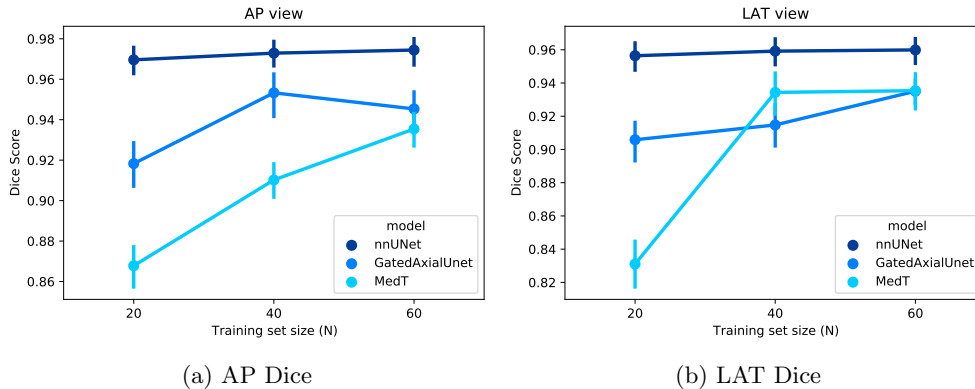 AP view
0.98
0.96
0.94
0.92
0.90
0.88
0.86
Dice Score
20
40
60
Training set size (N)
model
nnUNet
GatedAxialUnet
MedT
(a) AP Dice
LAT view
0.96
0.94
0.92
0.90
0.88
0.86
0.84
0.82
Dice Score
20
40
60
Training set size (N)
model
nnUNet
GatedAxialUnet
MedT
(b) LAT Dice